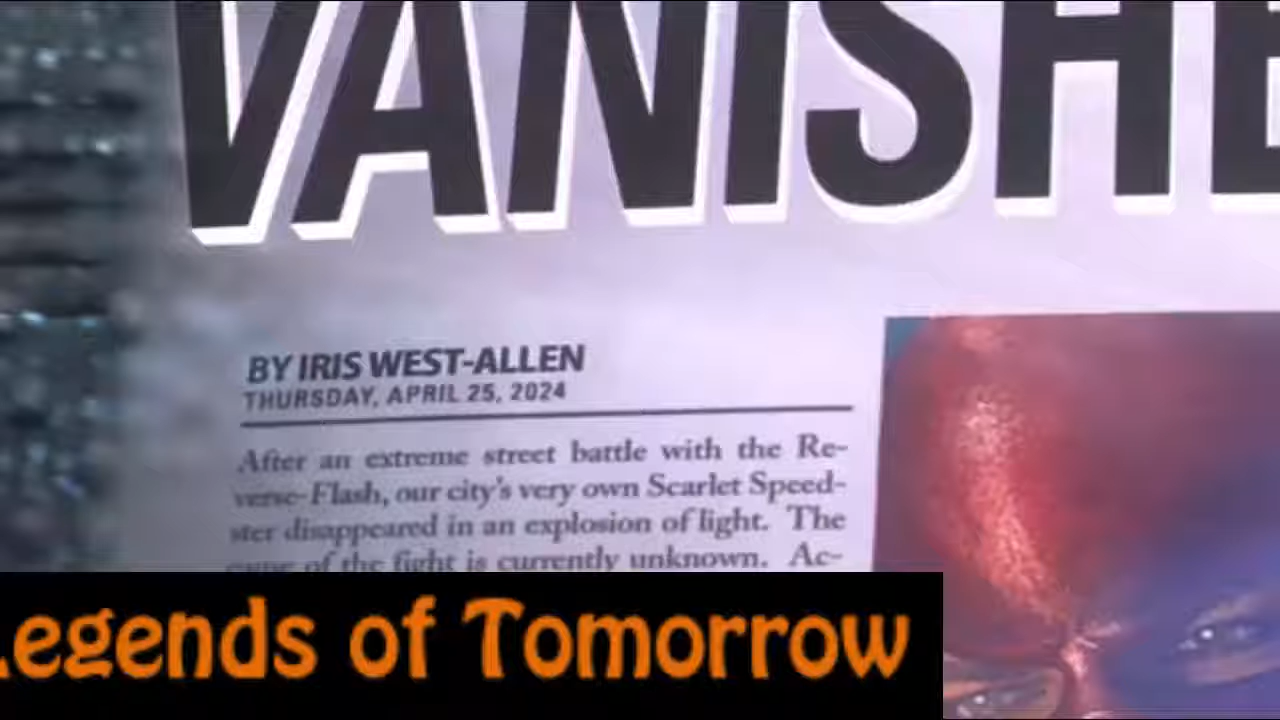 VANISHE
BY IRIS WEST-ALLEN
THURSDAY, APRIL 25, 2024
After an extreme street battle with the Re-
verse-Flash, our city's very own Scarlet Speed-
ster disappeared in an explosion of light. The
of the fight is currently unknown. Ac-
Legends of Tomorrow